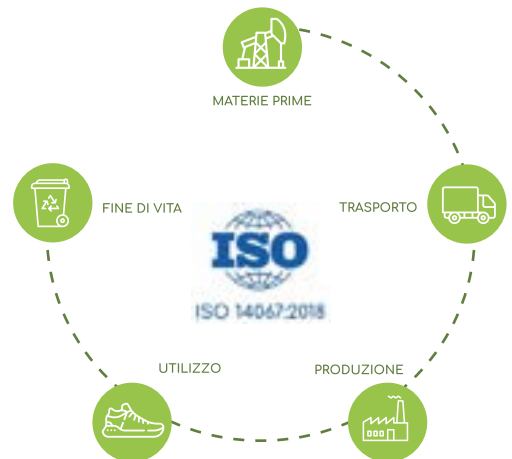 MATERIE PRIME
FINE DI VITA
TRASPORTO
ISO
ISO 14067:2018
UTILIZZO
PRODUZIONE